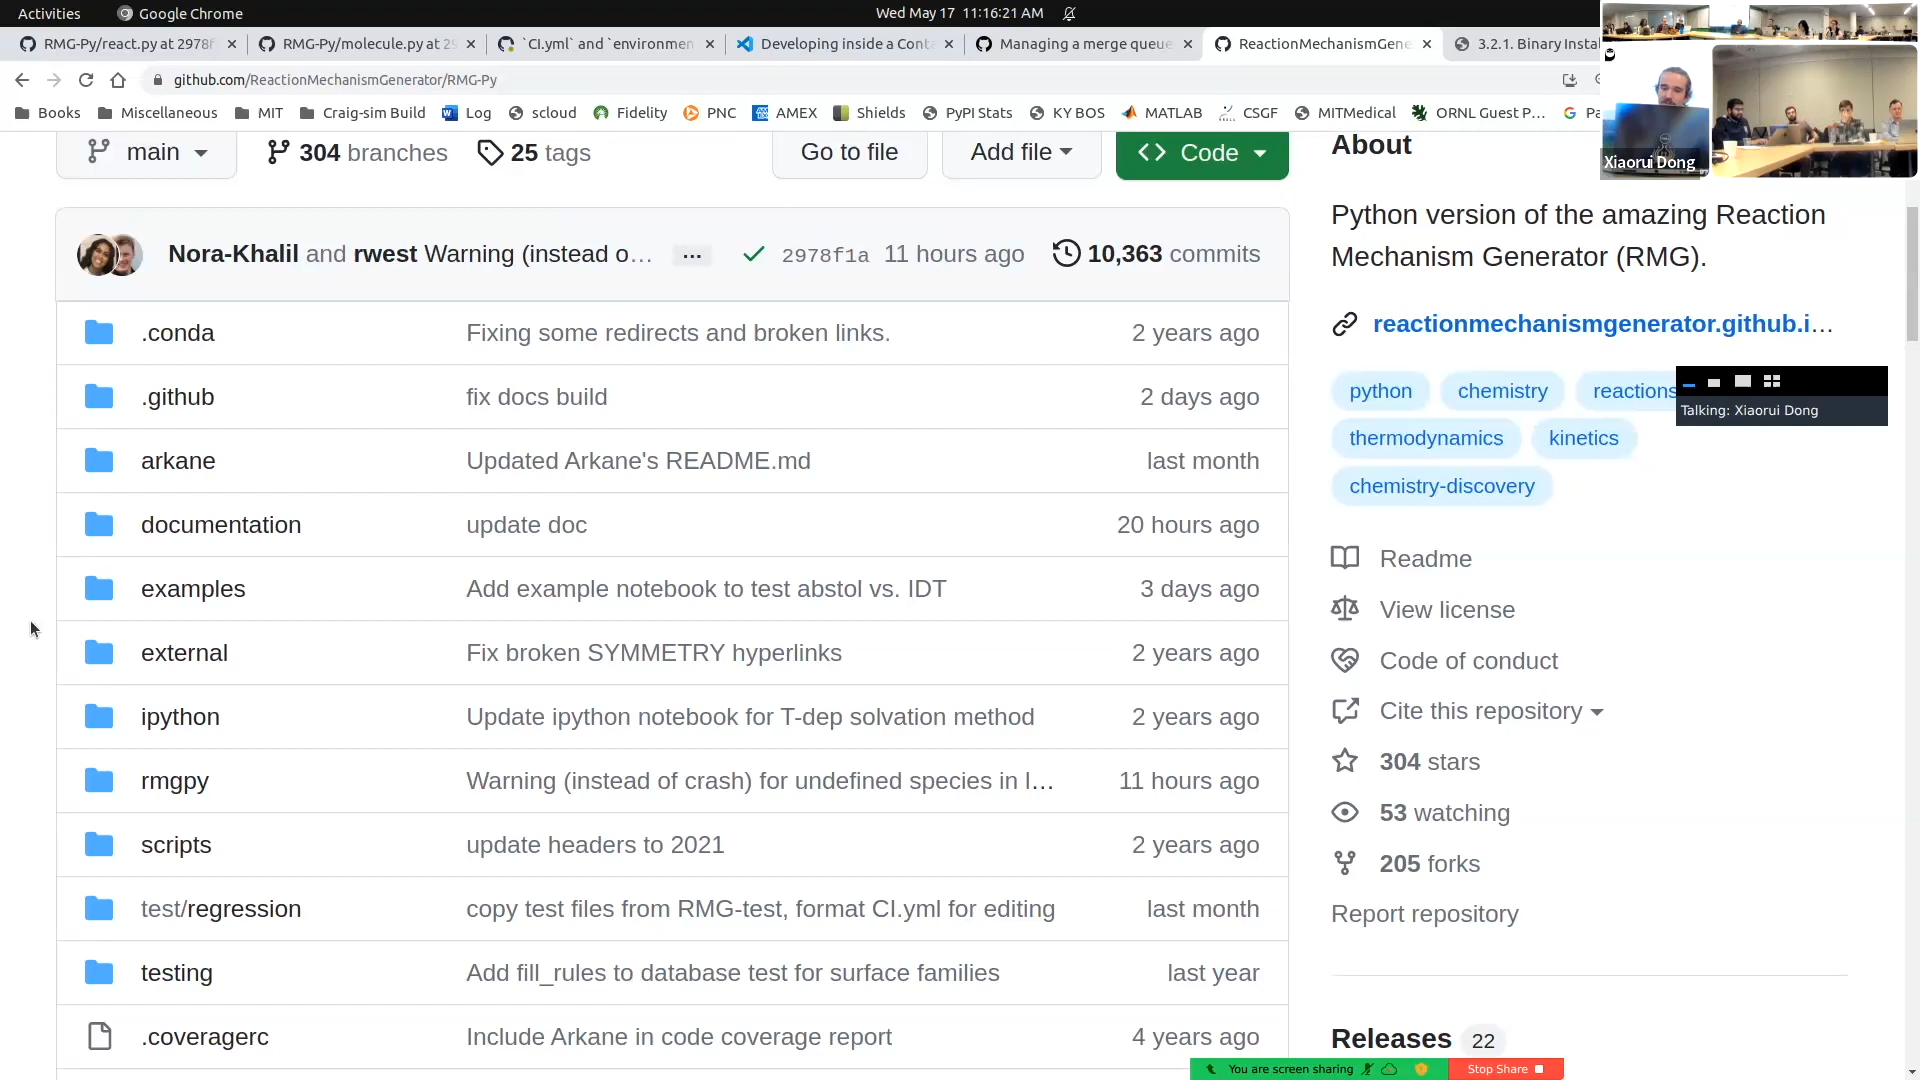 Activities Google Chrome Wed May 17 11:16:21 AM
RMG-Py/react.py at 2978f RMG-Py/molecule.py at 29 `CI.yml` and `environmen Developing inside a Conta Managing a merge queue ReactionMechanismGene 3.2.1. Binary Insta
github.com/ReactionMechanismGenerator/RMG-Py
Books Miscellaneous MIT Craig-sim Build Log scloud Fidelity PNC AMEX Shields PyPI Stats KY BOS MATLAB CSGF MITMedical ORNL Guest P...
Xiaorui Dong
main 304 branches 25 tags Go to file Add file Code
Nora-Khalil and rwest Warning (instead o... ... 2978f1a 11 hours ago 10,363 commits
.conda Fixing some redirects and broken links. 2 years ago
.github fix docs build 2 days ago
arkane Updated Arkane's README.md last month
documentation update doc 20 hours ago
examples Add example notebook to test abstol vs. IDT 3 days ago
external Fix broken SYMMETRY hyperlinks 2 years ago
ipython Update ipython notebook for T-dep solvation method 2 years ago
rmgpy Warning (instead of crash) for undefined species in l... 11 hours ago
scripts update headers to 2021 2 years ago
test/regression copy test files from RMG-test, format CI.yml for editing last month
testing Add fill_rules to database test for surface families last year
.coveragerc Include Arkane in code coverage report 4 years ago
About
Python version of the amazing Reaction
Mechanism Generator (RMG).
reactionmechanismgenerator.github.i...
python chemistry reactions
thermodynamics kinetics
chemistry-discovery
Talking: Xiaorui Dong
Readme
View license
Code of conduct
Cite this repository
304 stars
53 watching
205 forks
Report repository
Releases 22
You are screen sharing Stop Share